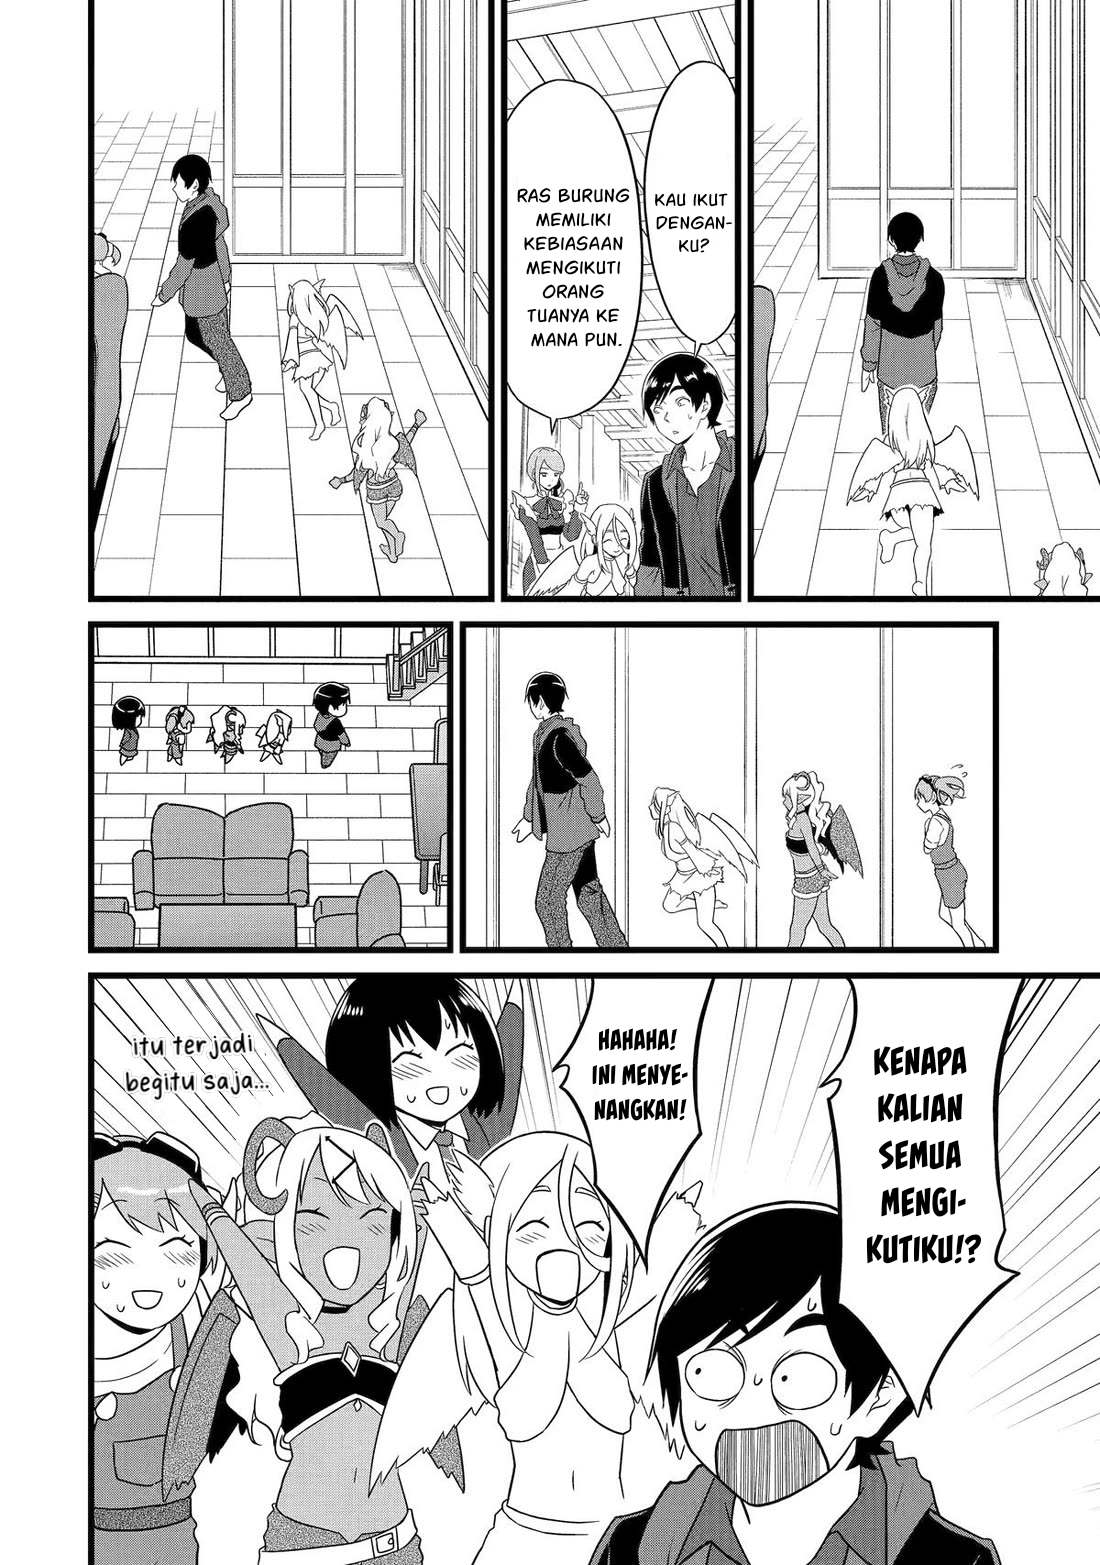 KAU IKUT
DENGAN-
KU?
RAS BURUNG
MEMILIKI
KEBIASAAN
MENGIKUTI
ORANG
TUANYA KE
MANA PUN.
KENAPA
KALIAN
SEMUA
MENGI-
KUTIKU!?
HAHAHA!
INI MENYE-
NANGKAN!
itu terjadi
begitu saja...